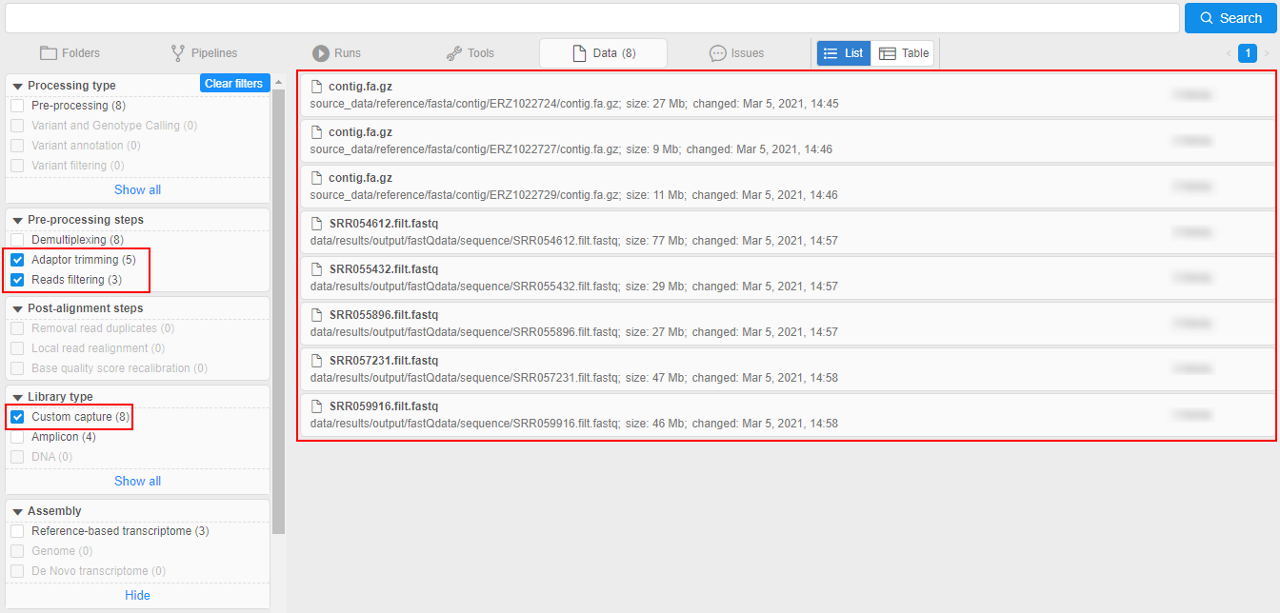 Search
Folders
Pipelines
Runs
Tools
Data (8)
Issues
List
Table
1
Processing type
Clear filters
Pre-processing (8)
Variant and Genotype Calling (0)
Variant annotation (0)
Variant filtering (0)
Show all
Pre-processing steps
Demultiplexing (8)
Adaptor trimming (5)
Reads filtering (3)
Post-alignment steps
Removal read duplicates (0)
Local read realignment (0)
Base quality score recalibration (0)
Library type
Custom capture (8)
Amplicon (4)
DNA (0)
Show all
Assembly
Reference-based transcriptome (3)
Genome (0)
De Novo transcriptome (0)
Hide
contig.fa.gz
source_data/reference/fasta/contig/ERZ1022724/contig.fa.gz; size: 27 Mb; changed: Mar 5, 2021, 14:45
contig.fa.gz
source_data/reference/fasta/contig/ERZ1022727/contig.fa.gz; size: 9 Mb; changed: Mar 5, 2021, 14:46
contig.fa.gz
source_data/reference/fasta/contig/ERZ1022729/contig.fa.gz; size: 11 Mb; changed: Mar 5, 2021, 14:46
SRR054612.filt.fastq
data/results/output/fastQdata/sequence/SRR054612.filt.fastq; size: 77 Mb; changed: Mar 5, 2021, 14:57
SRR055432.filt.fastq
data/results/output/fastQdata/sequence/SRR055432.filt.fastq; size: 29 Mb; changed: Mar 5, 2021, 14:57
SRR055896.filt.fastq
data/results/output/fastQdata/sequence/SRR055896.filt.fastq; size: 27 Mb; changed: Mar 5, 2021, 14:57
SRR057231.filt.fastq
data/results/output/fastQdata/sequence/SRR057231.filt.fastq; size: 47 Mb; changed: Mar 5, 2021, 14:58
SRR059916.filt.fastq
data/results/output/fastQdata/sequence/SRR059916.filt.fastq; size: 46 Mb; changed: Mar 5, 2021, 14:58